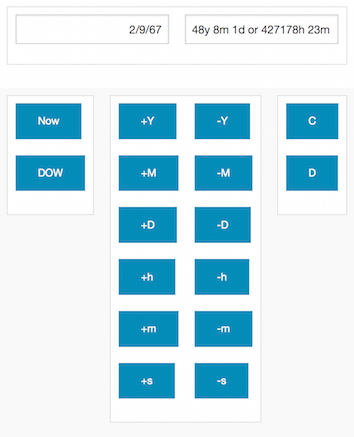 2/9/67
48y 8m 1d or 427178h 23m
Now
+Y
-Y
C
DOW
+M
-M
D
+D
-D
+h
-h
+m
-m
+s
-s